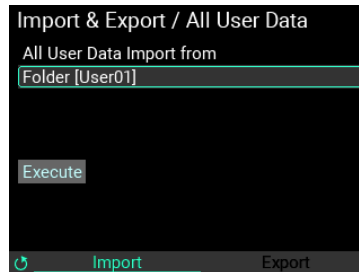 Import & Export / All User Data
All User Data Import from
Folder [User01]
Execute
Import Export